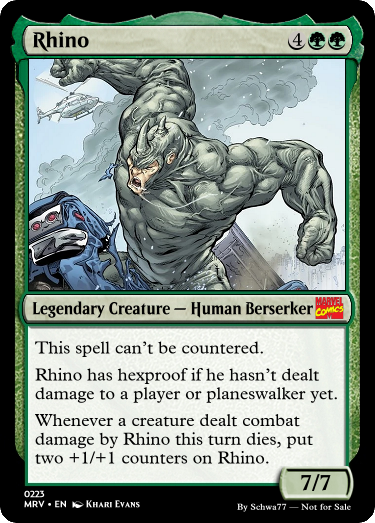 Rhino 4
Legendary Creature — Human Berserker
MARVEL
COMICS
This spell can't be countered.
Rhino has hexproof if he hasn't dealt
damage to a player or planeswalker yet.
Whenever a creature dealt combat
damage by Rhino this turn dies, put
two +1/+1 counters on Rhino.
7/7
0223
MRV • EN Khari Evans
By Schwa77 — Not for Sale